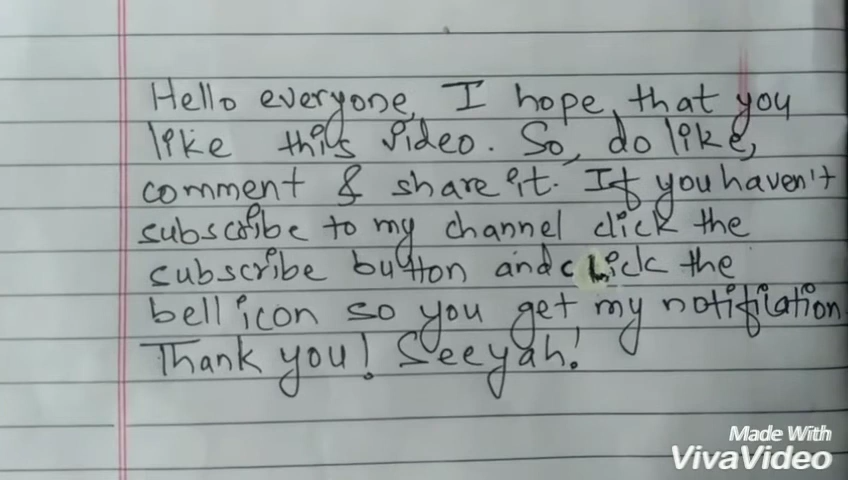 Hello everyone, I hope, that you
like this video. So, do like,
comment & share it. If you haven't
subscribe to my channel click the
subscribe button and click the
bell icon so you get my notifilation
Thank you! Seeyah!
Made With
VivaVideo